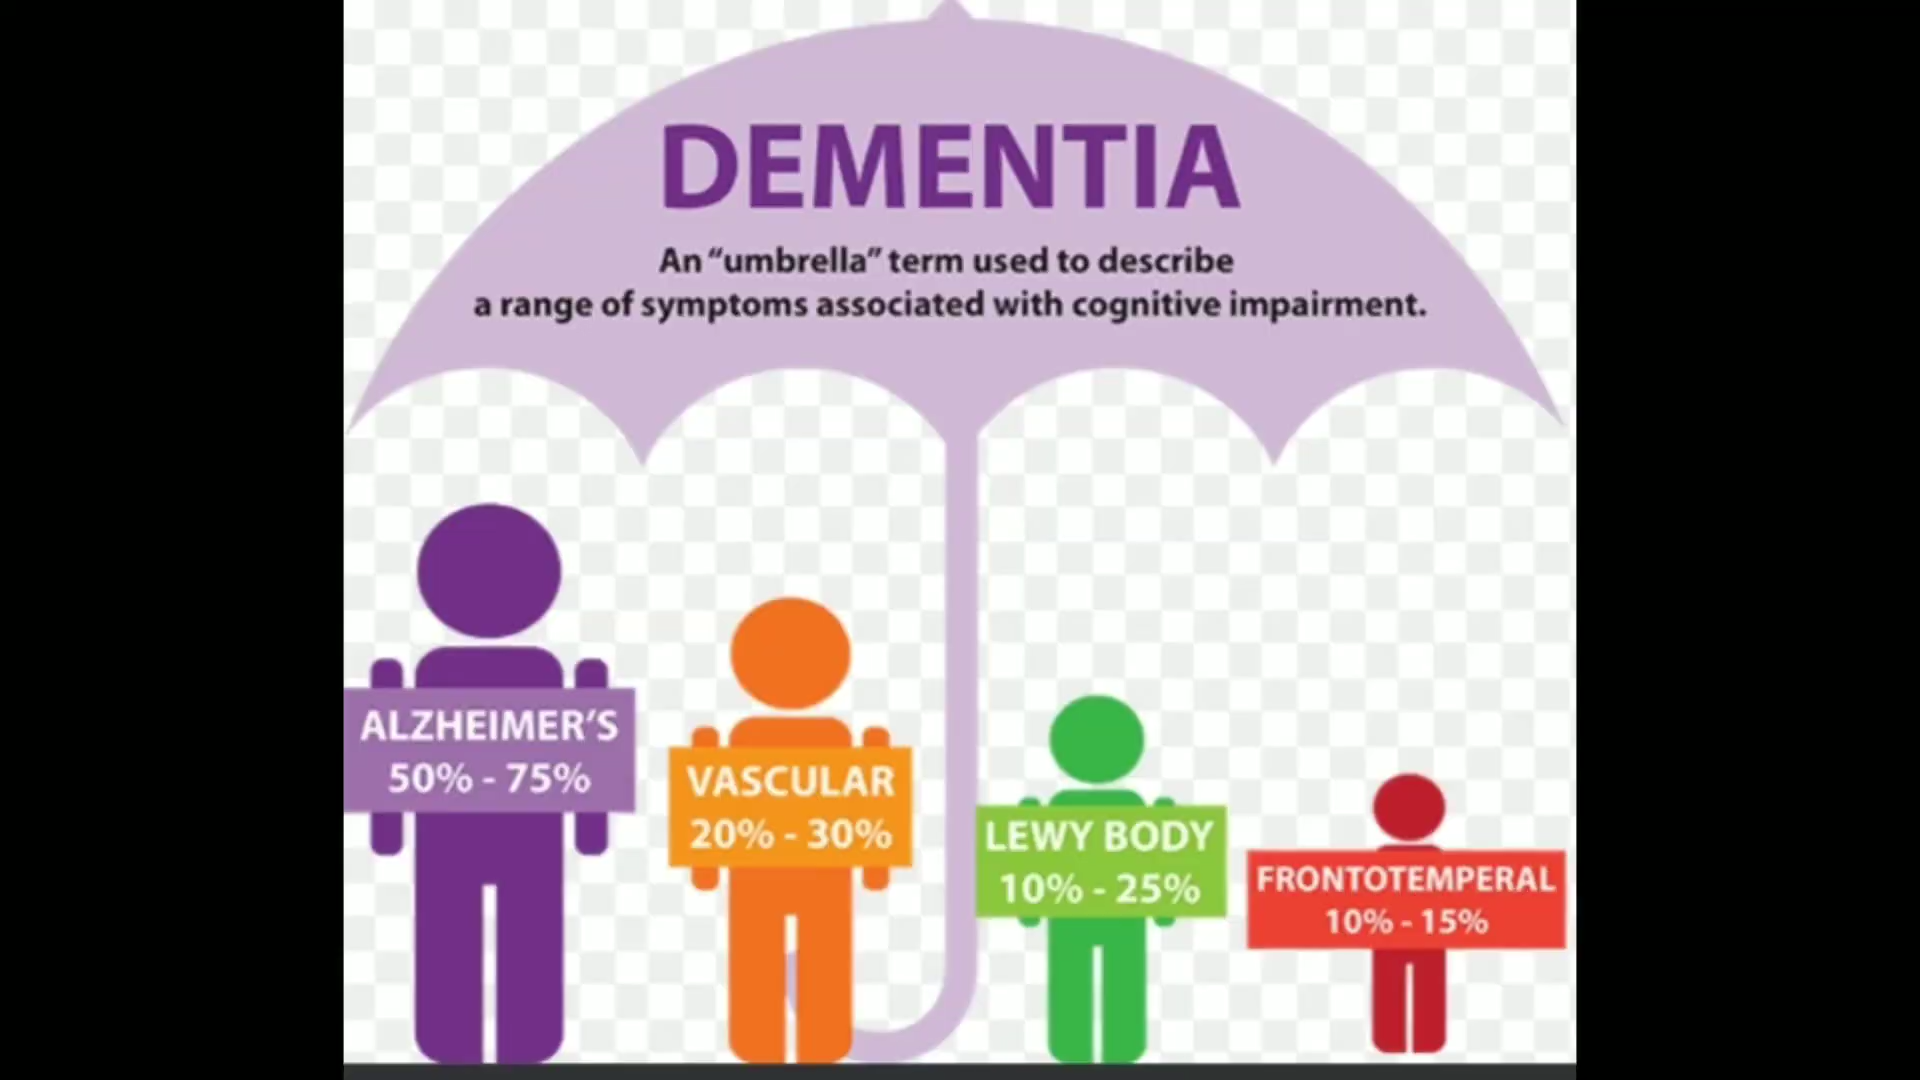 DEMENTIA
An “umbrella” term used to describe
a range of symptoms associated with cognitive impairment.
ALZHEIMER’S
50% - 75%
VASCULAR
20% - 30%
LEWY BODY
10% - 25%
FRONTOTEMPERAL
10% - 15%